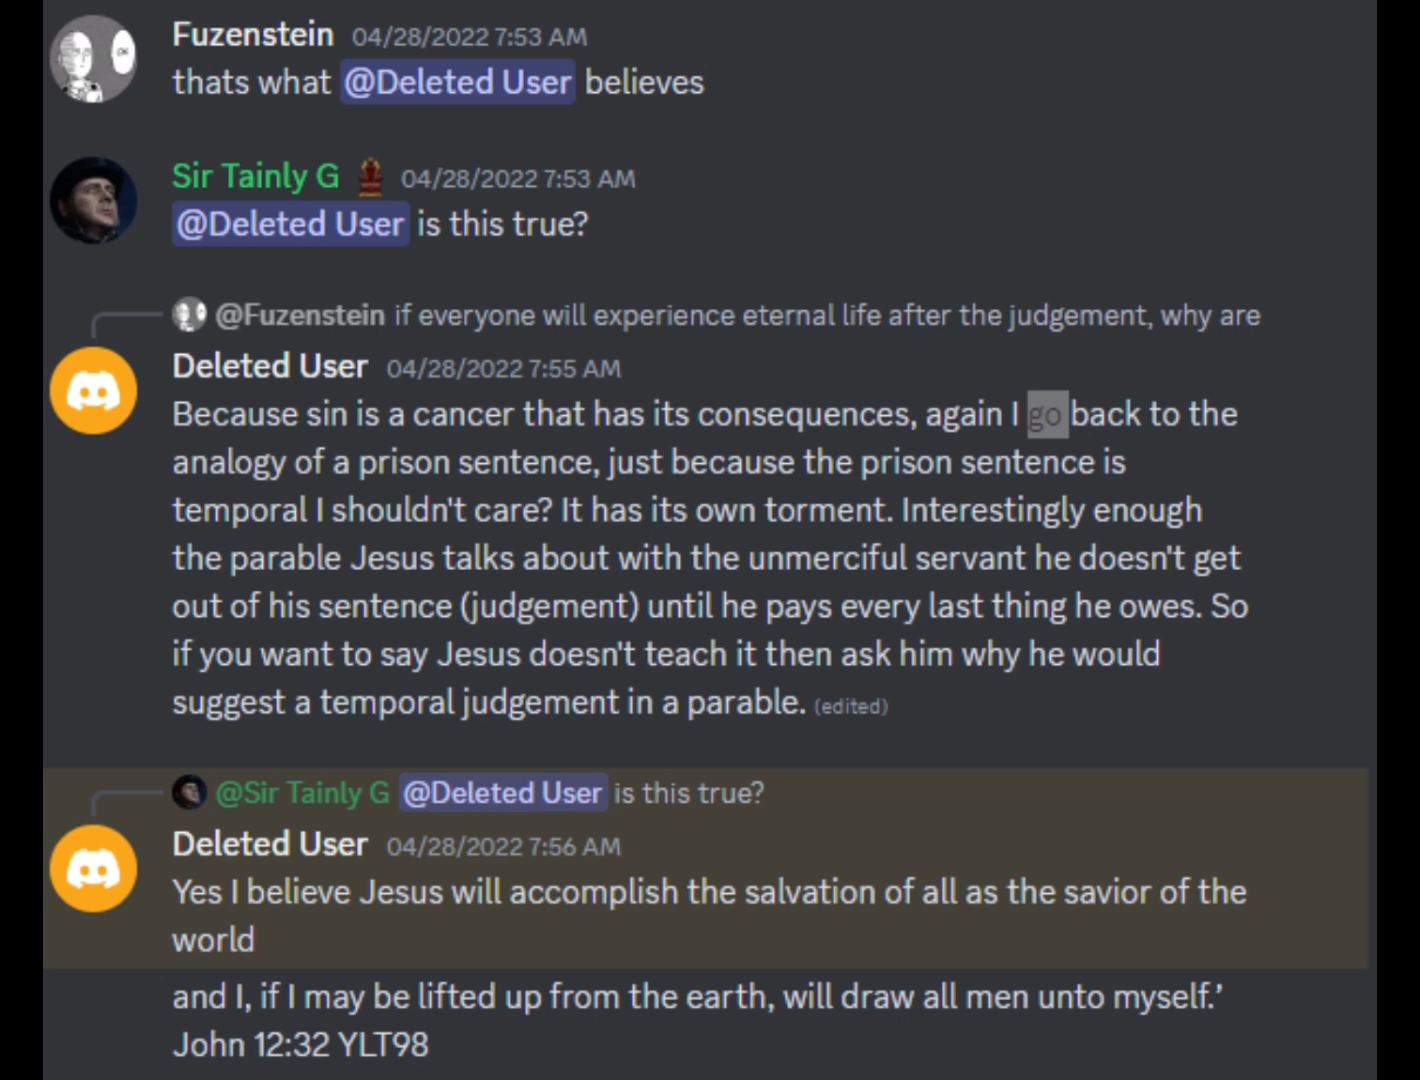 Fuzenstein 04/28/2022 7:53 AM
thats what @Deleted User believes
Sir Tainly G 04/28/2022 7:53 AM
@Deleted User is this true?
@Fuzenstein if everyone will experience eternal life after the judgement, why are
Deleted User 04/28/2022 7:55 AM
Because sin is a cancer that has its consequences, again I go back to the
analogy of a prison sentence, just because the prison sentence is
temporal I shouldn't care? It has its own torment. Interestingly enough
the parable Jesus talks about with the unmerciful servant he doesn't get
out of his sentence (judgement) until he pays every last thing he owes. So
if you want to say Jesus doesn't teach it then ask him why he would
suggest a temporal judgement in a parable. (edited)
@Sir Tainly G @Deleted User is this true?
Deleted User 04/28/2022 7:56 AM
Yes I believe Jesus will accomplish the salvation of all as the savior of the
world
and I, if I may be lifted up from the earth, will draw all men unto myself.’
John 12:32 YLT98